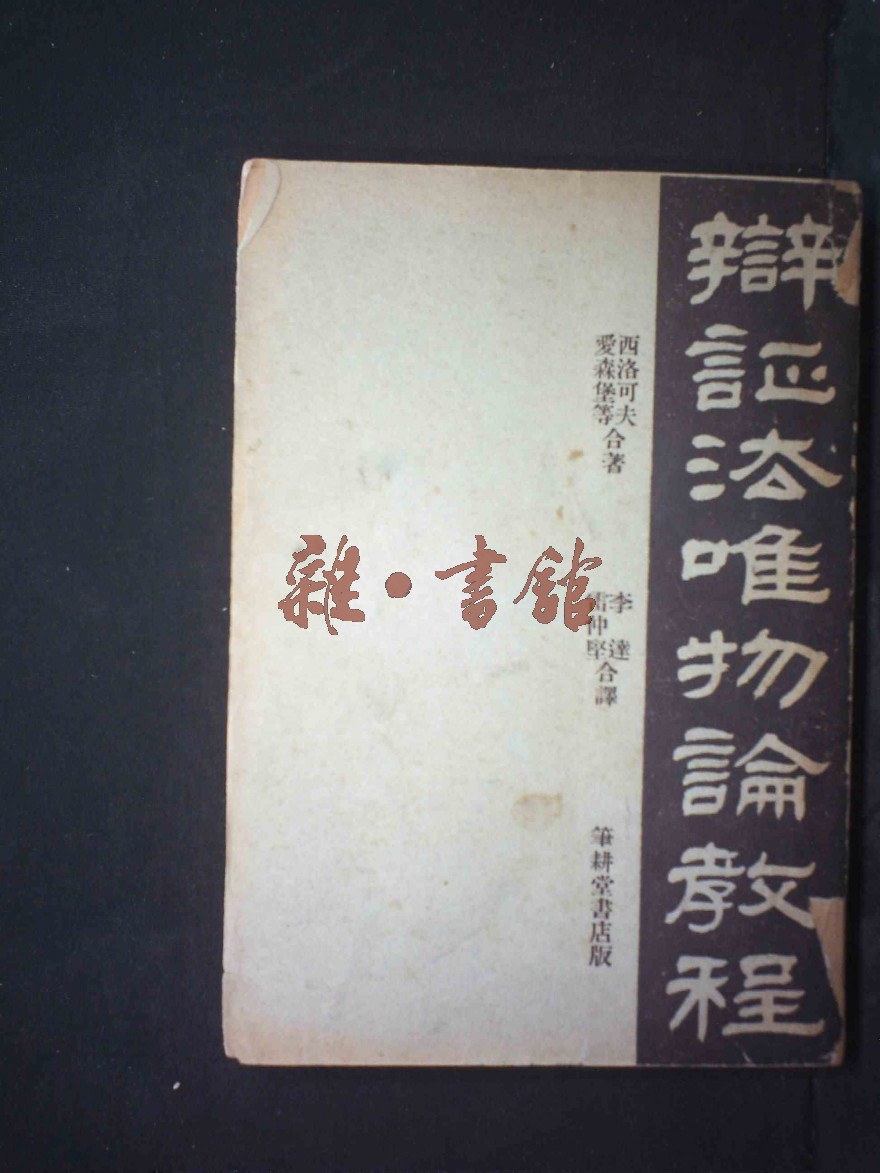 辯証法唯物論教程
西洛可夫
愛森堡等
合著
李達
雷仲堅
合譯
筆耕堂書店版
雜·書館